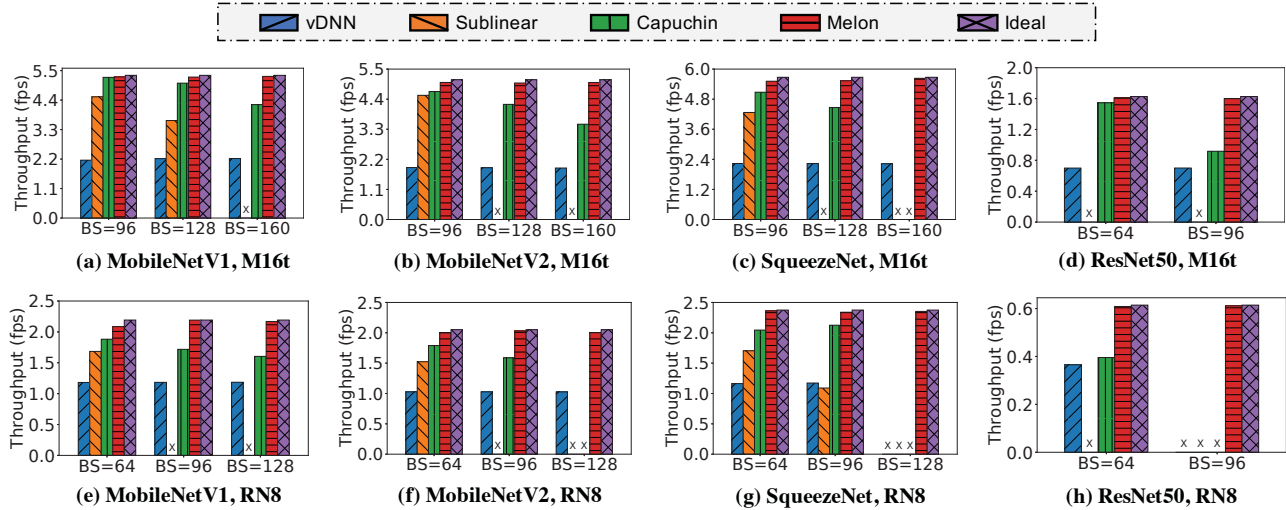 vDNN Sublinear Capuchin Melon Ideal
Throughput (fps)
5.5
4.4
3.3
2.2
1.1
0.0
x
BS=96 BS=128 BS=160
(a) MobileNetV1, M16t
Throughput (fps)
5.5
4.4
3.3
2.2
1.1
0.0
x x
BS=96 BS=128 BS=160
(b) MobileNetV2, M16t
Throughput (fps)
6.0
4.8
3.6
2.4
1.2
0.0
x x x
BS=96 BS=128 BS=160
(c) SqueezeNet, M16t
Throughput (fps)
2.0
1.6
1.2
0.8
0.4
0.0
x x
BS=64 BS=96
(d) ResNet50, M16t
Throughput (fps)
2.5
2.0
1.5
1.0
0.5
0.0
x x
BS=64 BS=96 BS=128
(e) MobileNetV1, RN8
Throughput (fps)
2.5
2.0
1.5
1.0
0.5
0.0
x x x
BS=64 BS=96 BS=128
(f) MobileNetV2, RN8
Throughput (fps)
2.5
2.0
1.5
1.0
0.5
0.0
x x x
BS=64 BS=96 BS=128
(g) SqueezeNet, RN8
Throughput (fps)
0.6
0.4
0.2
0.0
x x x x
BS=64 BS=96
(h) ResNet50, RN8